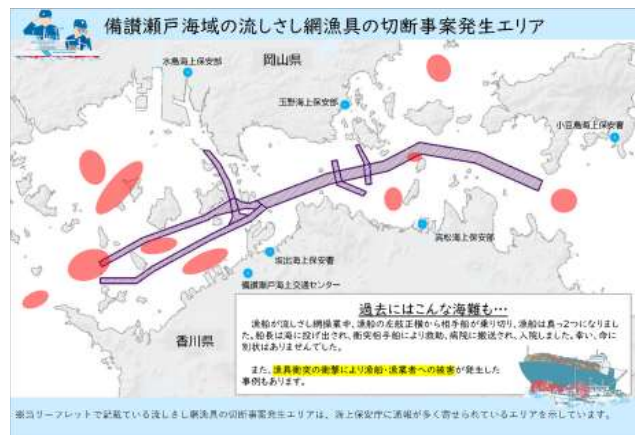 備讃瀬戸海域の流しさし網漁具の切断事案発生エリア
水島海上保安部
岡山県
玉野海上保安部
小豆島海上保安署
高松海上保安部
坂出海上保安署
備讃瀬戸海上交通センター
香川県
過去にはこんな海難も…
漁船が流しさし網操業中、漁船の左舷正横から相手船が乗り切り、漁船は真っ2つになりま
した。船長は海に投げ出され、衝突相手船により救助、病院に搬送され、入院しました。幸い、命に
別状はありませんでした。
また、漁具衝突の衝撃により漁船・漁業者への被害が発生した
事例もあります。
※当リーフレットで記載ている流しさし網漁具の切断事案発生エリアは、海上保安庁に通報が多く寄せられているエリアを示しています。